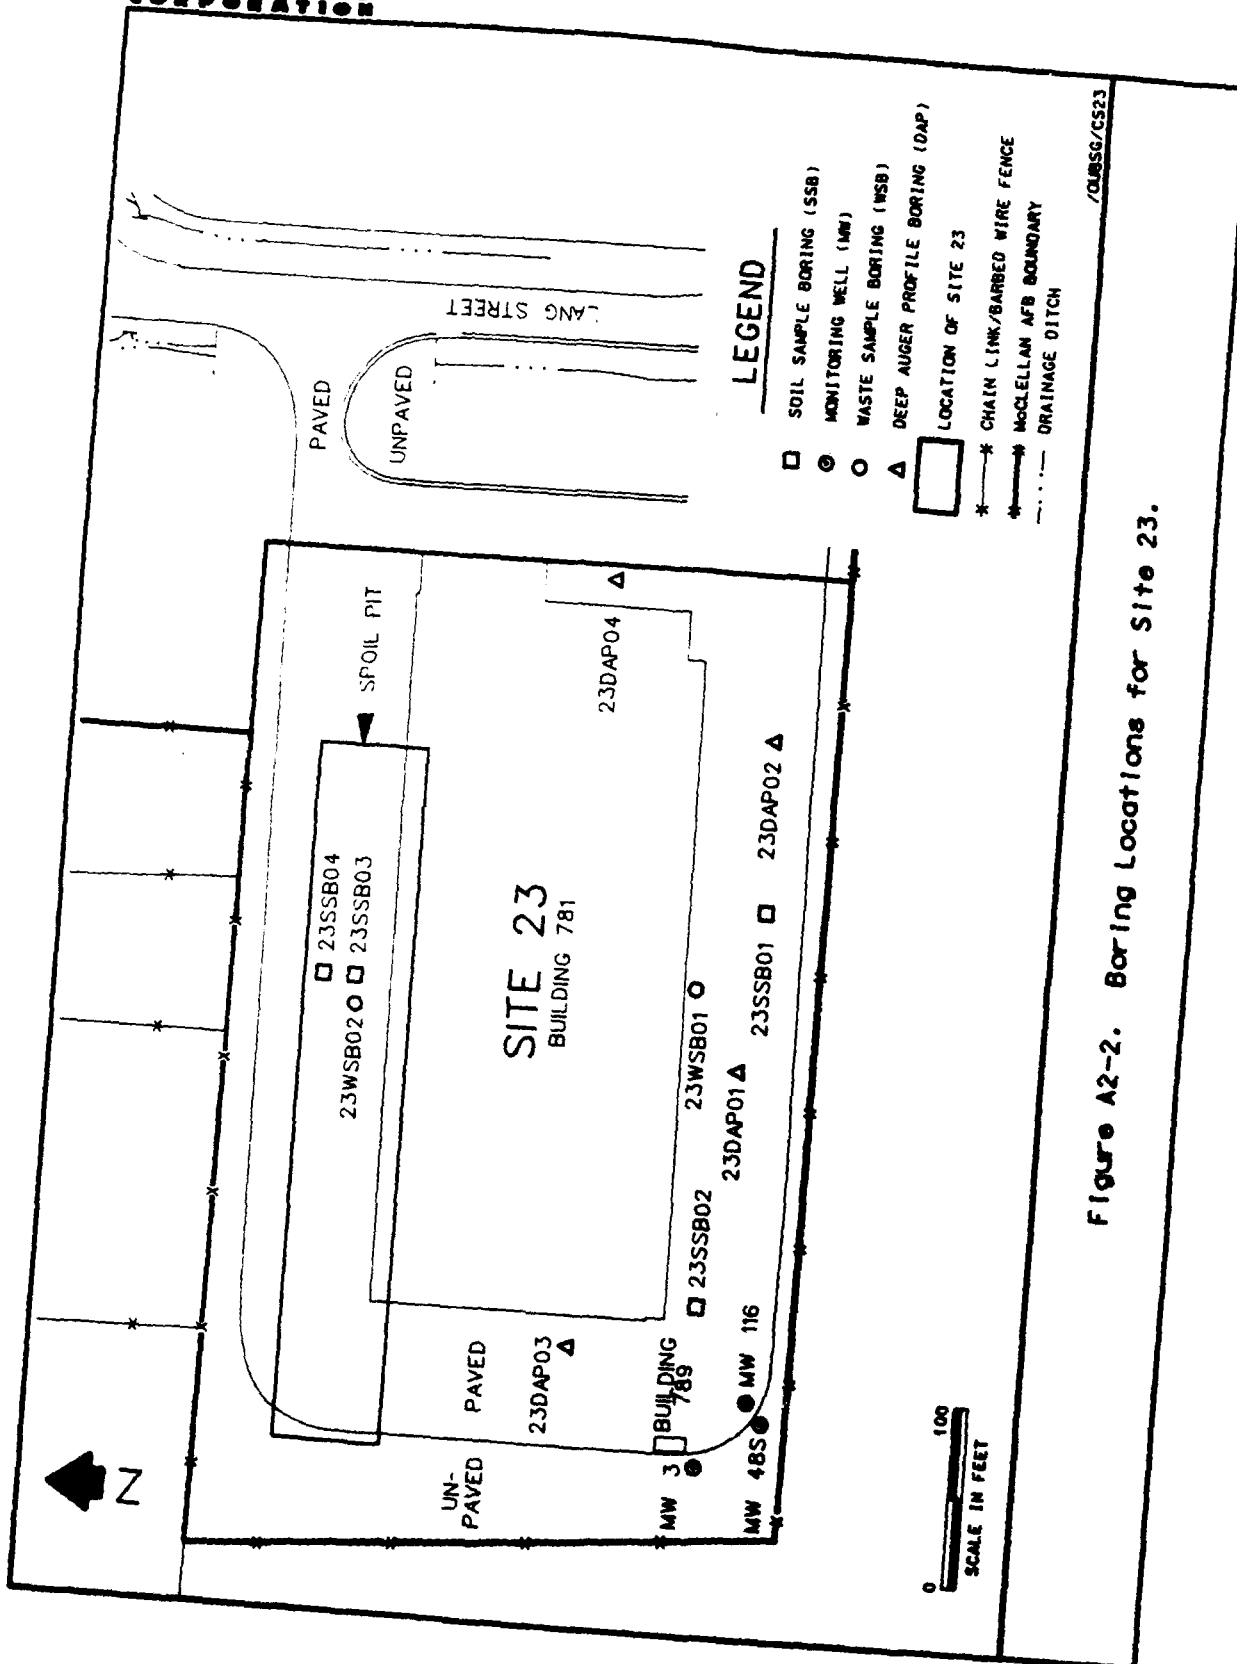 CORPORATION
N
LANG STREET
PAVED
UNPAVED
SPOIL PIT
23SSB04
23WSB02 23SSB03
SITE 23
BUILDING 781
23DAP04
UN-
PAVED
PAVED
23DAP03
BUILDING
789
MW 3
MW 48S
MW 116
23SSB02
23WSB01
23DAP01
23SSB01
23DAP02
LEGEND
SOIL SAMPLE BORING (SSB)
MONITORING WELL (MW)
WASTE SAMPLE BORING (WSB)
DEEP AUGER PROFILE BORING (DAP)
LOCATION OF SITE 23
CHAIN LINK/BARBED WIRE FENCE
McCLELLAN AFB BOUNDARY
DRAINAGE DITCH
0 100
SCALE IN FEET
/OUBSG/CS23
Figure A2-2. Boring Locations for Site 23.